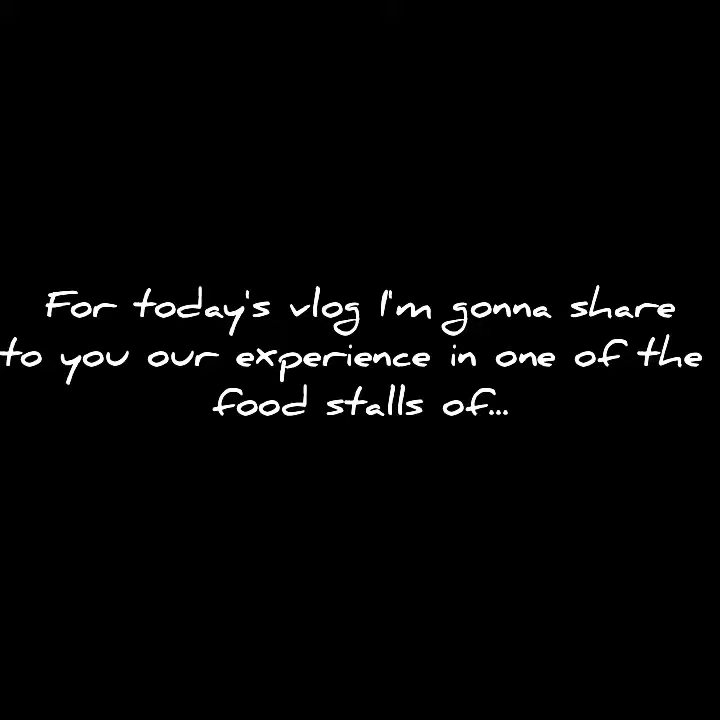 For today's vlog I'm gonna share
to you our experience in one of the
food stalls of...